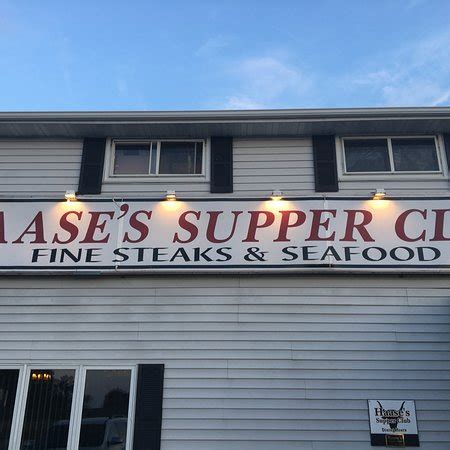 AASE'S SUPPER CL
FINE STEAKS & SEAFOOD
Haase's
Supper Club